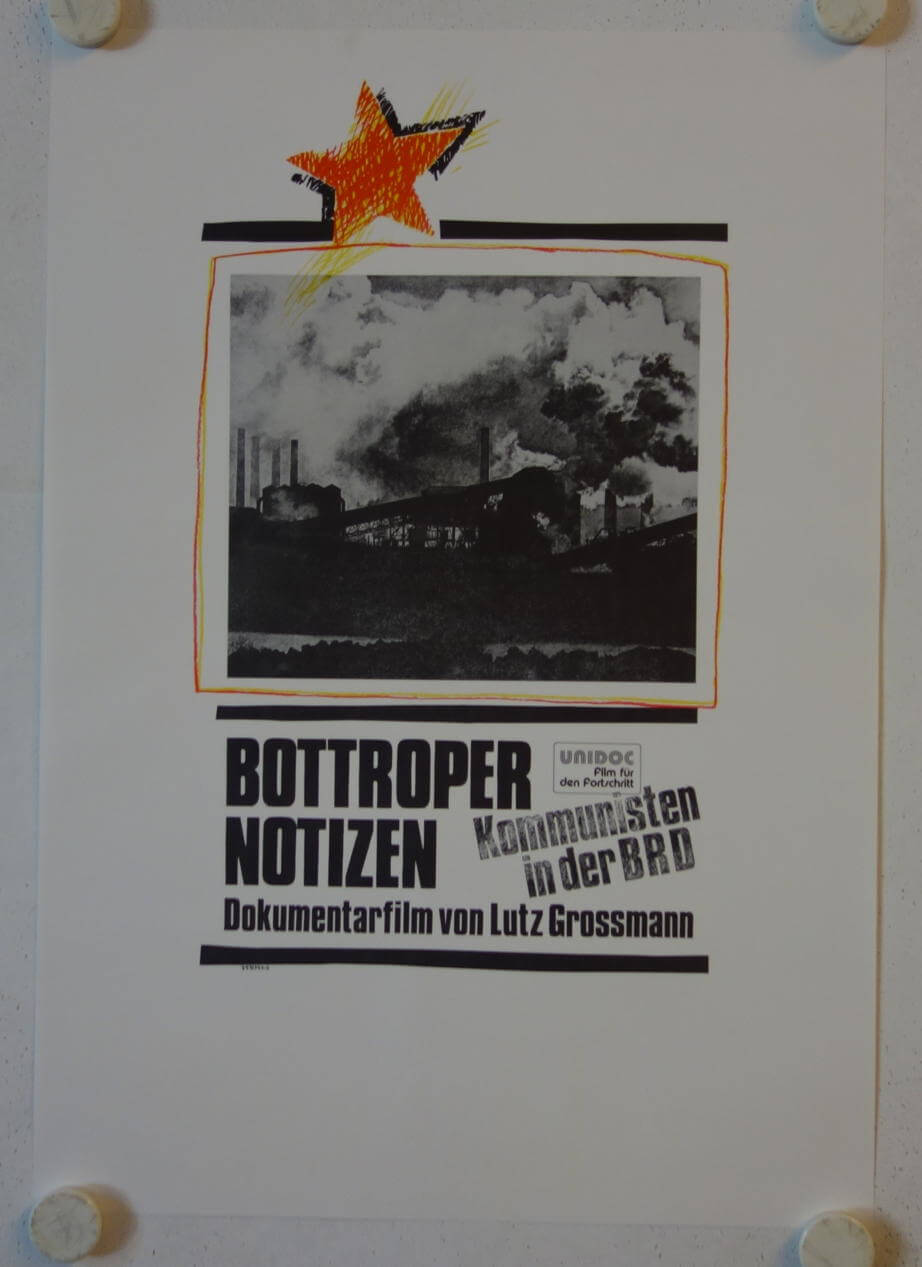 BOTTROPER
NOTIZEN
UNIDOC
Film für
den Fortschritt
Kommunisten
in der BRD
Dokumentarfilm von Lutz Grossmann